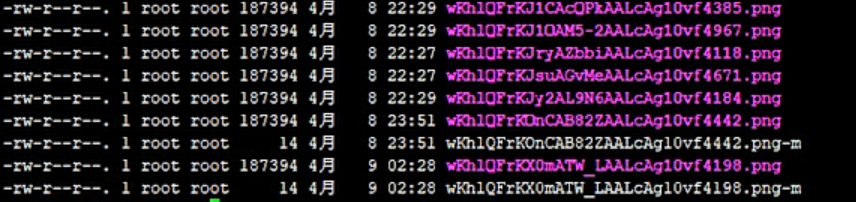 -rw-r--r--. 1 root root 187394 4月 8 22:29 wKhlQFrKJ1CAcQPkAALcAg10vf4385.png
-rw-r--r--. 1 root root 187394 4月 8 22:29 wKhlQFrKJ1OAM5-2AALcAg10vf4967.png
-rw-r--r--. 1 root root 187394 4月 8 22:27 wKhlQFrKJryAZbbiAALcAg10vf4118.png
-rw-r--r--. 1 root root 187394 4月 8 22:27 wKhlQFrKJsuAGvMeAALcAg10vf4671.png
-rw-r--r--. 1 root root 187394 4月 8 22:29 wKhlQFrKJy2AL9N6AALcAg10vf4184.png
-rw-r--r--. 1 root root 187394 4月 8 23:51 wKhlQFrKOnCAB82ZAALcAg10vf4442.png
-rw-r--r--. 1 root root 14 4月 8 23:51 wKhlQFrKOnCAB82ZAALcAg10vf4442.png-m
-rw-r--r--. 1 root root 187394 4月 9 02:28 wKhlQFrKX0mATW_LAALcAg10vf4198.png
-rw-r--r--. 1 root root 14 4月 9 02:28 wKhlQFrKX0mATW_LAALcAg10vf4198.png-m